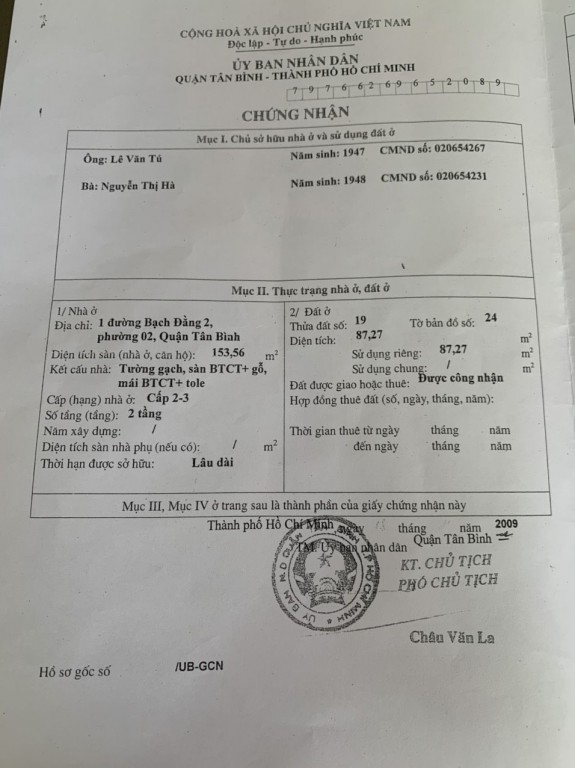 CỘNG HOÀ XÃ HỘI CHỦ NGHĨA VIỆT NAM
Độc lập - Tự do - Hạnh phúc
ỦY BAN NHÂN DÂN
QUẬN TÂN BÌNH - THÀNH PHỐ HỒ CHÍ MINH
7 9 7 6 6 2 6 9 6 5 2 0 8 9
CHỨNG NHẬN
Mục I. Chủ sở hữu nhà ở và sử dụng đất ở
Ông: Lê Văn Tủ Năm sinh: 1947 CMND số: 020654267
Bà: Nguyễn Thị Hà Năm sinh: 1948 CMND số: 020654231
Mục II. Thực trạng nhà ở, đất ở
1/ Nhà ở
Địa chỉ: 1 đường Bạch Đằng 2,
phường 02, Quận Tân Bình
Diện tích sàn (nhà ở, căn hộ): 153,56 m²
Kết cấu nhà: Tường gạch, sàn BTCT+ gỗ,
mái BTCT+ tole
Cấp (hạng) nhà ở: Cấp 2-3
Số tầng (tầng): 2 tầng
Năm xây dựng: /
Diện tích sàn nhà phụ (nếu có): / m²
Thời hạn được sở hữu: Lâu dài
2/ Đất ở
Thửa đất số: 19 Tờ bản đồ số: 24
Diện tích: 87,27 m²
Sử dụng riêng: 87,27 m²
Sử dụng chung: / m²
Đất được giao hoặc thuê: Được công nhận
Hợp đồng thuê đất (số, ngày, tháng, năm):
Thời gian thuê từ ngày tháng năm
đến ngày tháng năm
Mục III, Mục IV ở trang sau là thành phần của giấy chứng nhận này
Thành phố Hồ Chí Minh ngày tháng năm 2009
TM. Ủy ban nhân dân Quận Tân Bình
KT. CHỦ TỊCH
PHÓ CHỦ TỊCH
ỦY BAN N.D QUẬN TÂN BÌNH T.P HỒ CHÍ MINH
Châu Văn La
Hồ sơ gốc số /UB-GCN